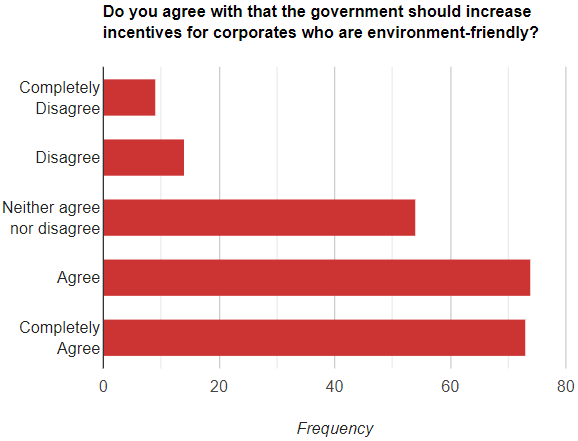 Do you agree with that the government should increase
incentives for corporates who are environment-friendly?
Completely
Disagree
Disagree
Neither agree
nor disagree
Agree
Completely
Agree
0 20 40 60 80
Frequency